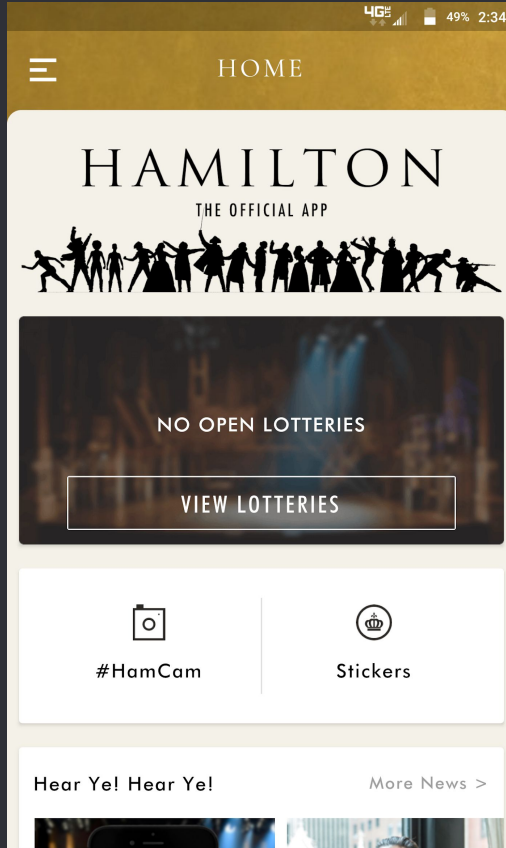 4G LTE 49% 2:34
HOME
HAMILTON
THE OFFICIAL APP
NO OPEN LOTTERIES
VIEW LOTTERIES
#HamCam
Stickers
Hear Ye! Hear Ye!
More News >